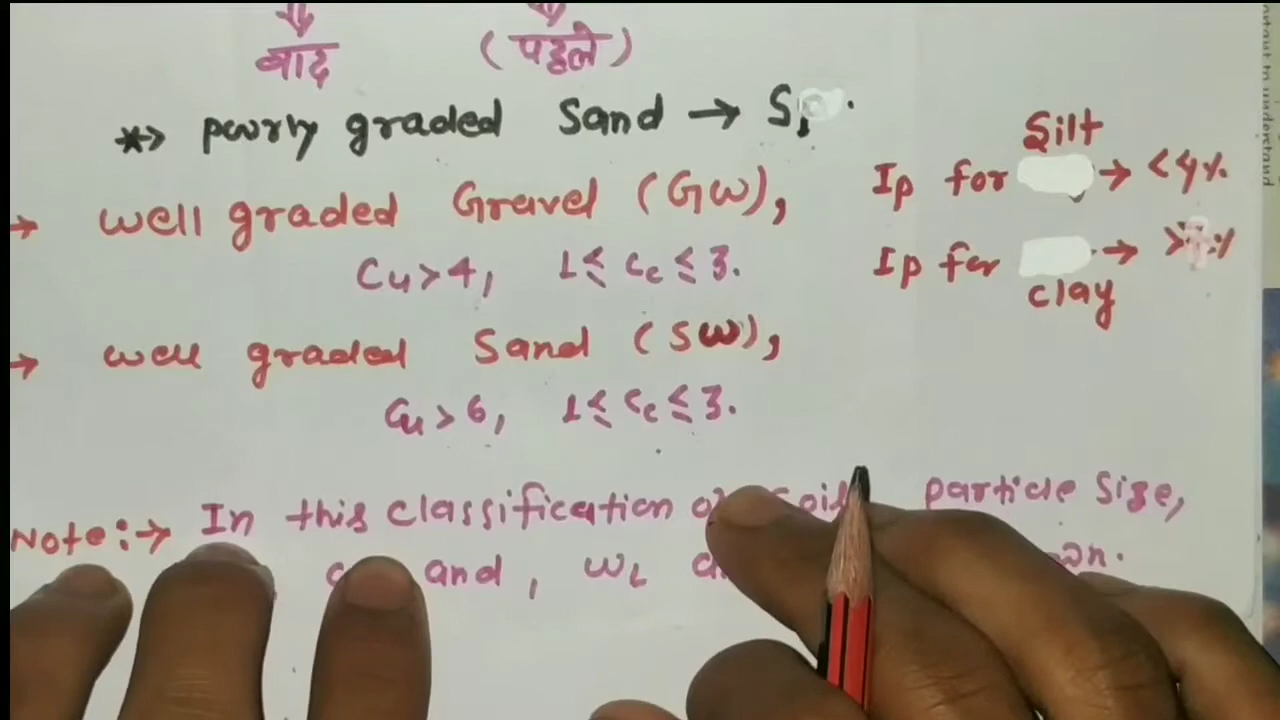 बाद (पहले)
*> poorly graded Sand →
→ well graded Gravel (GW),
Cu > 4, 1 ≤ Cc ≤ 3.
→ well graded Sand (SW),
Cu > 6, 1 ≤ Cc ≤ 3.
Silt
Ip for → <4%
Ip for →
clay
Note:→ In this classification particle size,
and, WL